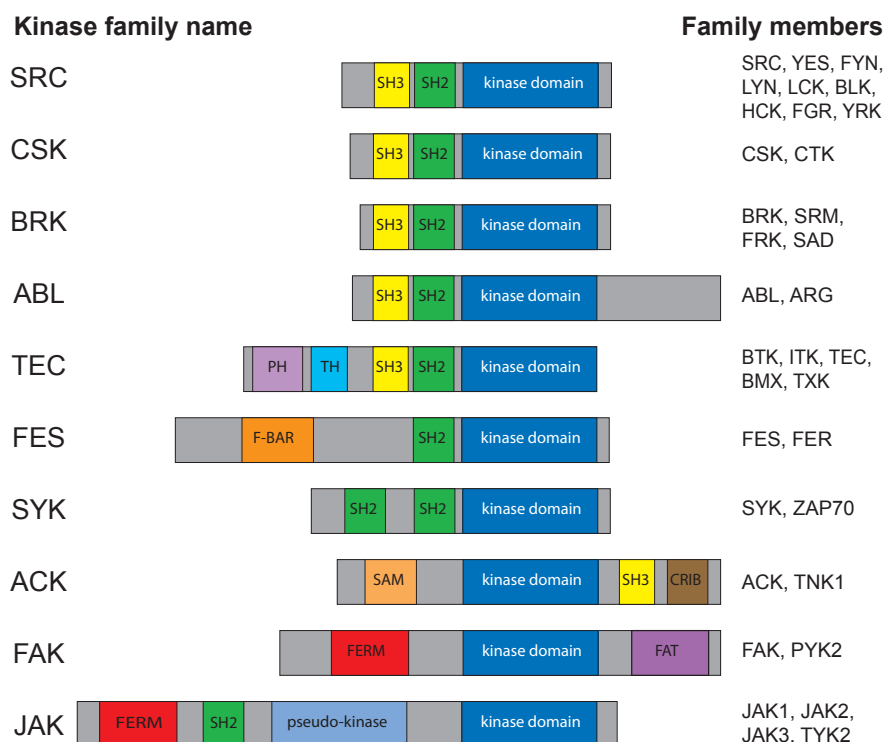 Kinase family name Family members
SRC SH3 SH2 kinase domain SRC, YES, FYN,
LYN, LCK, BLK,
HCK, FGR, YRK
CSK SH3 SH2 kinase domain CSK, CTK
BRK SH3 SH2 kinase domain BRK, SRM,
FRK, SAD
ABL SH3 SH2 kinase domain ABL, ARG
TEC PH TH SH3 SH2 kinase domain BTK, ITK, TEC,
BMX, TXK
FES F-BAR SH2 kinase domain FES, FER
SYK SH2 SH2 kinase domain SYK, ZAP70
ACK SAM kinase domain SH3 CRIB ACK, TNK1
FAK FERM kinase domain FAT FAK, PYK2
JAK FERM SH2 pseudo-kinase kinase domain JAK1, JAK2,
JAK3, TYK2